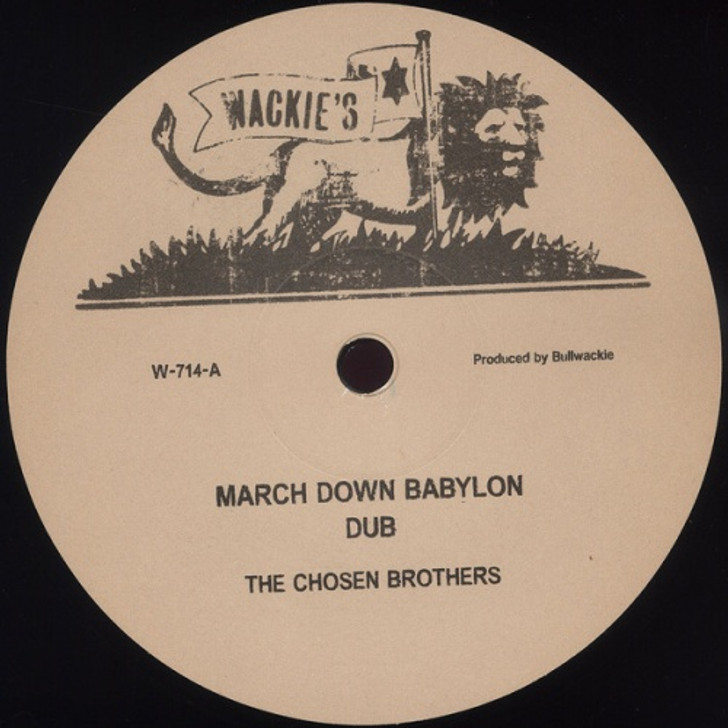 WACKIE'S
W-714-A
Produced by Bullwackie
MARCH DOWN BABYLON
DUB
THE CHOSEN BROTHERS